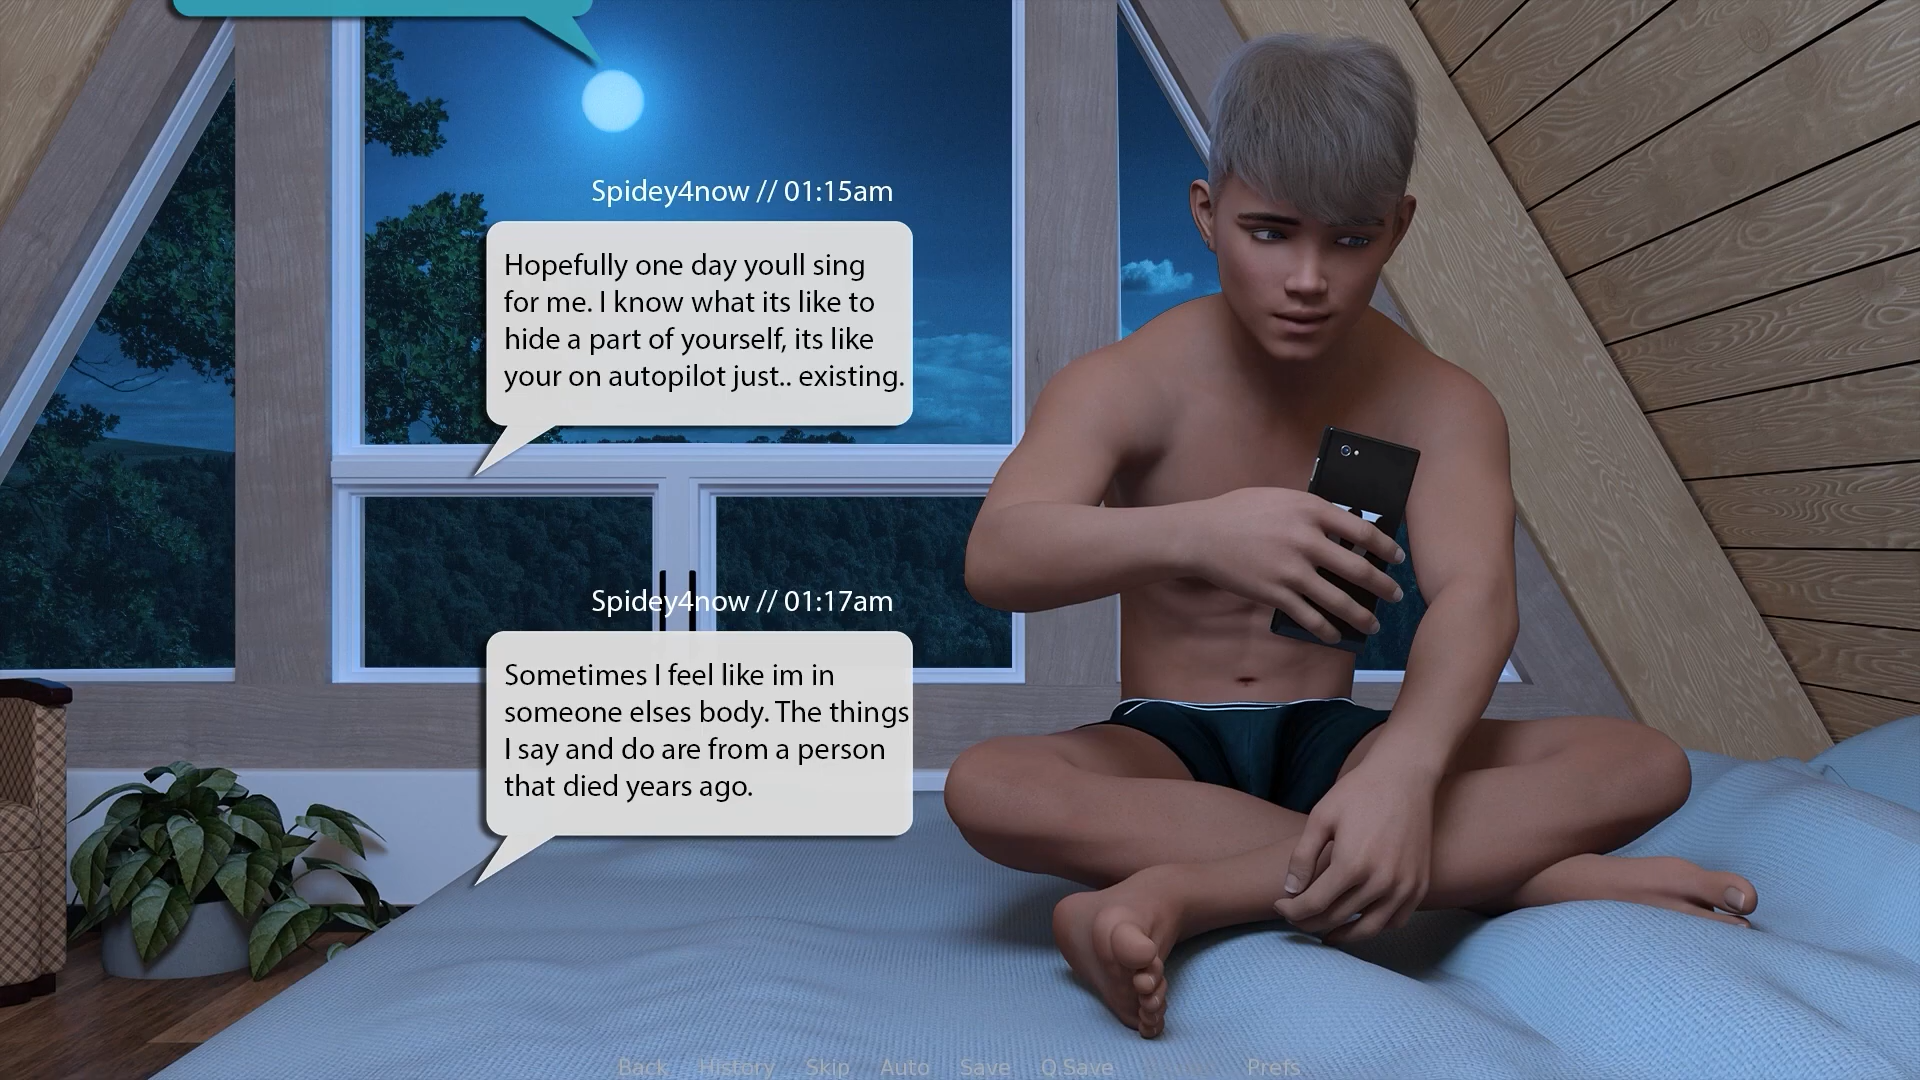 Spidey4now // 01:15am
Hopefully one day youll sing
for me. I know what its like to
hide a part of yourself, its like
your on autopilot just.. existing.
Spidey4now // 01:17am
Sometimes I feel like im in
someone elses body. The things
I say and do are from a person
that died years ago.
Back History Skip Auto Save Q.Save Prefs